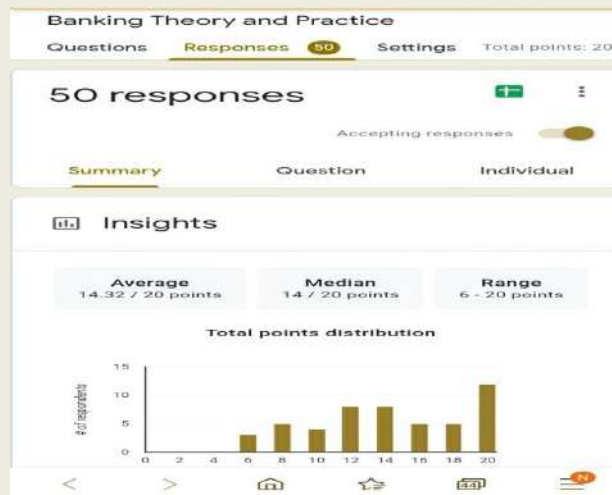 Banking Theory and Practice
Questions Responses 50 Settings Total points: 20
50 responses
Accepting responses
Summary Question Individual
Insights
Average Median Range
14.32 / 20 points 14 / 20 points 6 - 20 points
Total points distribution
# of respondents
15
10
5
0
0 2 4 6 8 10 12 14 16 18 20
44 N